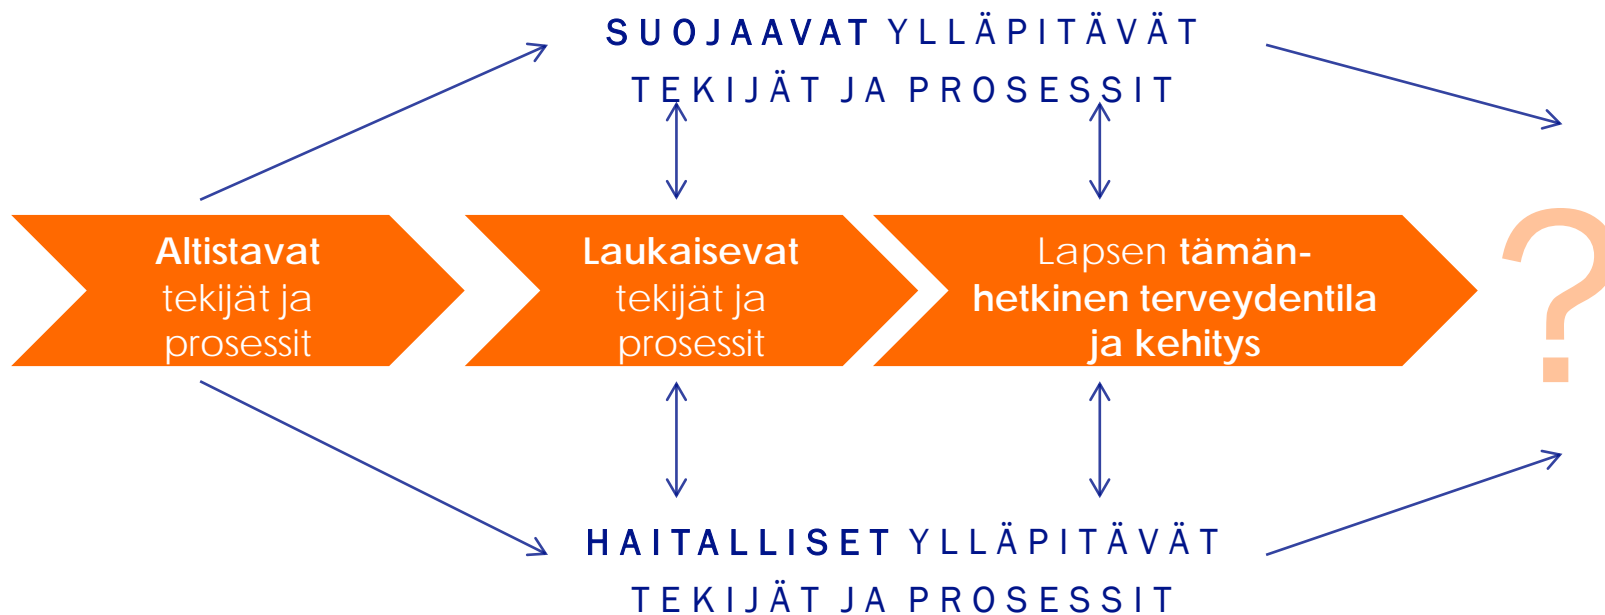 SUOJAAVAT YLLÄPITÄVÄT
TEKIJÄT JA PROSESSIT
Altistavat
tekijät ja
prosessit
Laukaisevat
tekijät ja
prosessit
Lapsen tämän-
hetkinen terveydentila
ja kehitys
?
HAITALLISET YLLÄPITÄVÄT
TEKIJÄT JA PROSESSIT